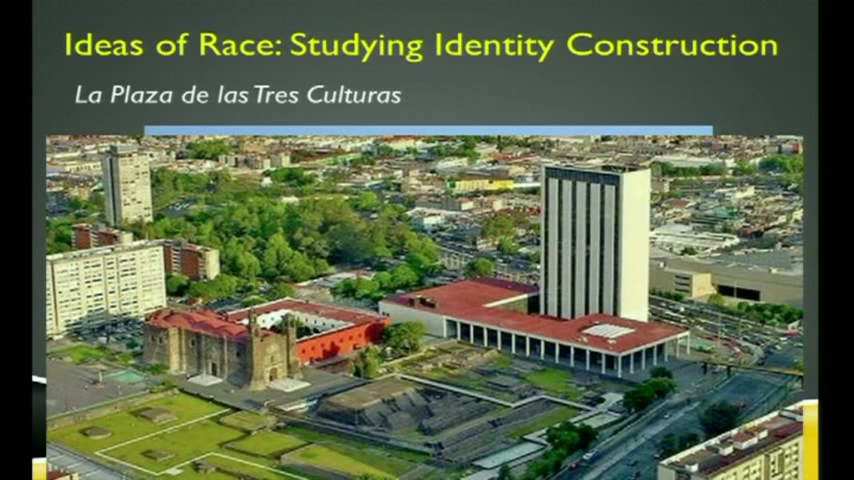 Ideas of Race: Studying Identity Construction
La Plaza de las Tres Culturas